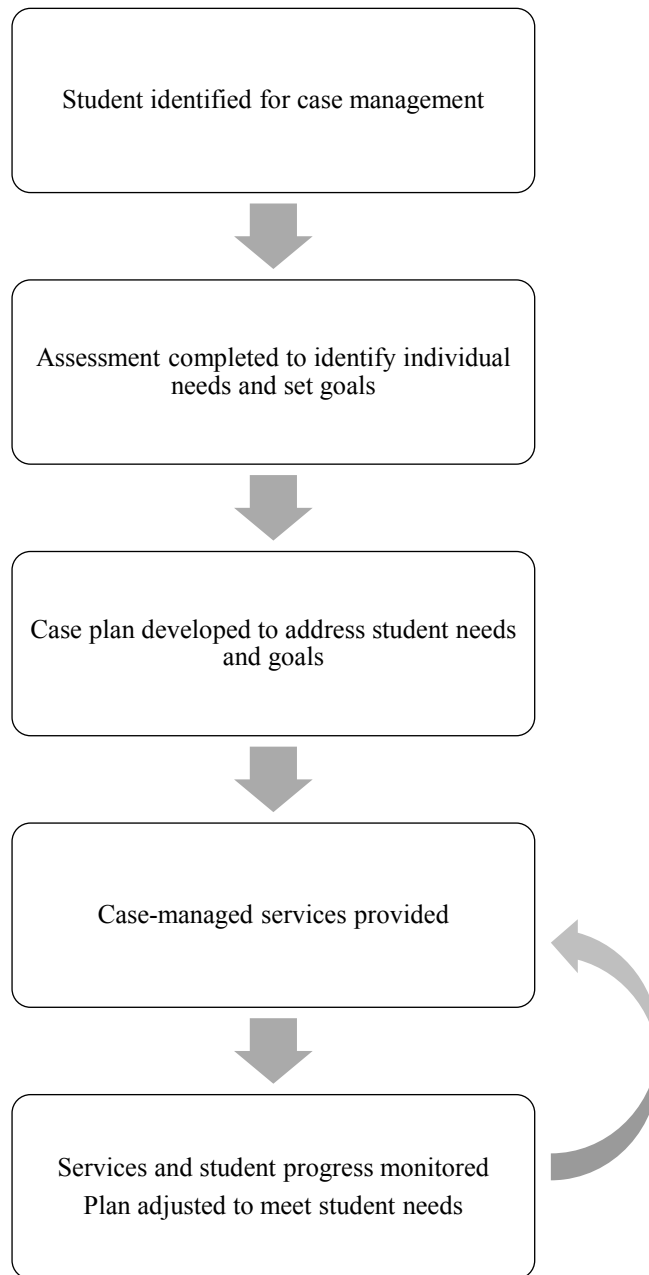 Student identified for case management
Assessment completed to identify individual
needs and set goals
Case plan developed to address student needs
and goals
Case-managed services provided
Services and student progress monitored
Plan adjusted to meet student needs